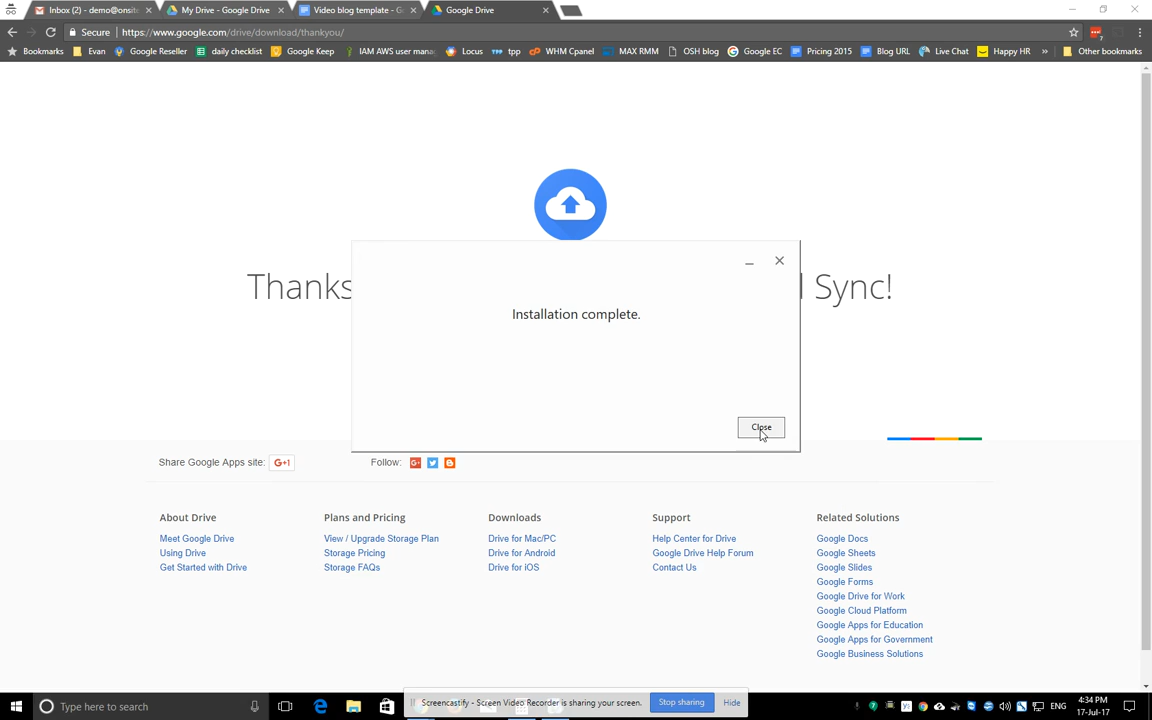 Inbox (2) - demo@onsite
My Drive - Google Drive
Video blog template - G
Google Drive
Secure
https://www.google.com/drive/download/thankyou/
Bookmarks
Evan
Google Reseller
daily checklist
Google Keep
IAM AWS user mana
Locus
tpp
WHM Cpanel
MAX RMM
OSH blog
Google EC
Pricing 2015
Blog URL
Live Chat
Happy HR
»
Other bookmarks
Thanks
Sync!
Installation complete.
Close
Share Google Apps site:
G+1
Follow:
About Drive
Meet Google Drive
Using Drive
Get Started with Drive
Plans and Pricing
View / Upgrade Storage Plan
Storage Pricing
Storage FAQs
Downloads
Drive for Mac/PC
Drive for Android
Drive for iOS
Support
Help Center for Drive
Google Drive Help Forum
Contact Us
Related Solutions
Google Docs
Google Sheets
Google Slides
Google Forms
Google Drive for Work
Google Cloud Platform
Google Apps for Education
Google Apps for Government
Google Business Solutions
Type here to search
Screencastify - Screen Video Recorder is sharing your screen.
Stop sharing
Hide
ENG
4:34 PM
17-Jul-17